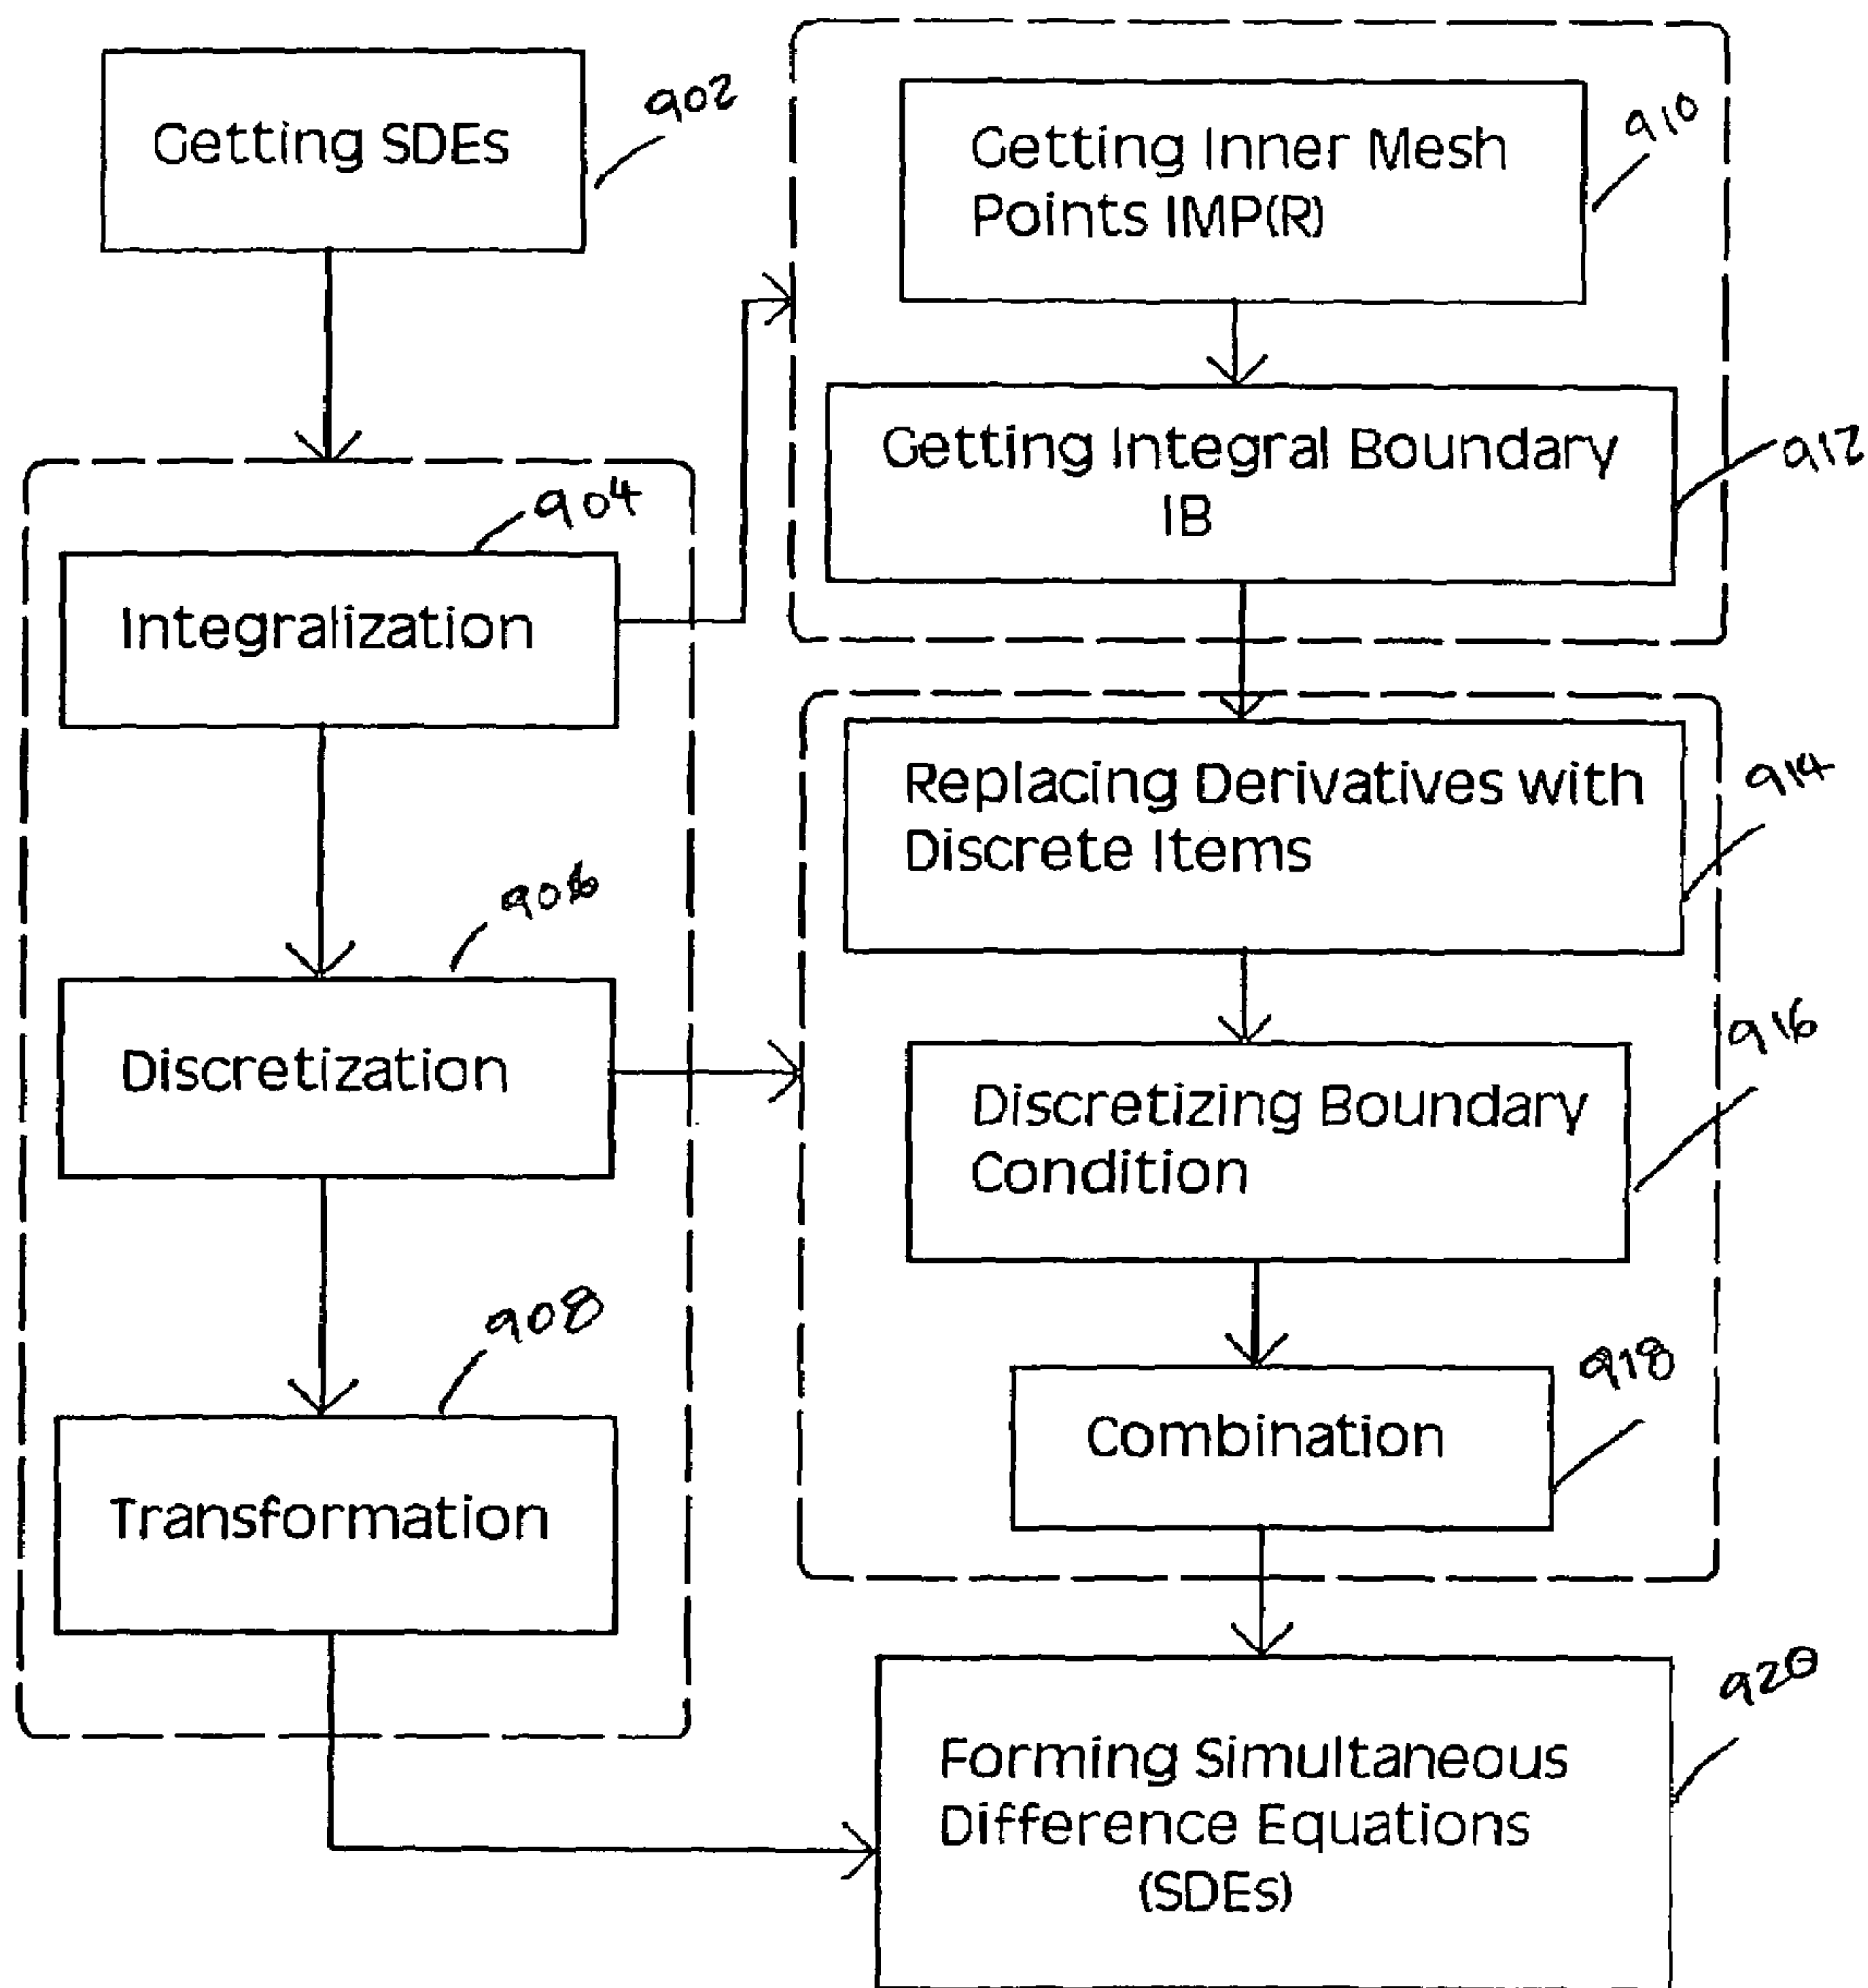 Getting SDEs
902
904
Integralization
906
Discretization
908
Transformation
Getting Inner Mesh
Points IMP(R)
910
Getting Integral Boundary
IB
912
Replacing Derivatives with
Discrete Items
914
Discretizing Boundary
Condition
916
Combination
918
Forming Simultaneous
Difference Equations
(SDEs)
920